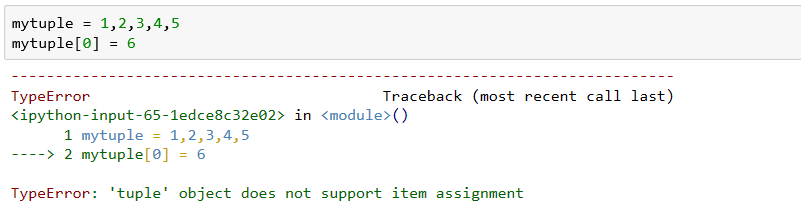 mytuple = 1,2,3,4,5
mytuple[0] = 6
---------------------------------------------------------------------------
TypeError                                 Traceback (most recent call last)
<ipython-input-65-1edce8c32e02> in <module>()
      1 mytuple = 1,2,3,4,5
----> 2 mytuple[0] = 6
TypeError: 'tuple' object does not support item assignment